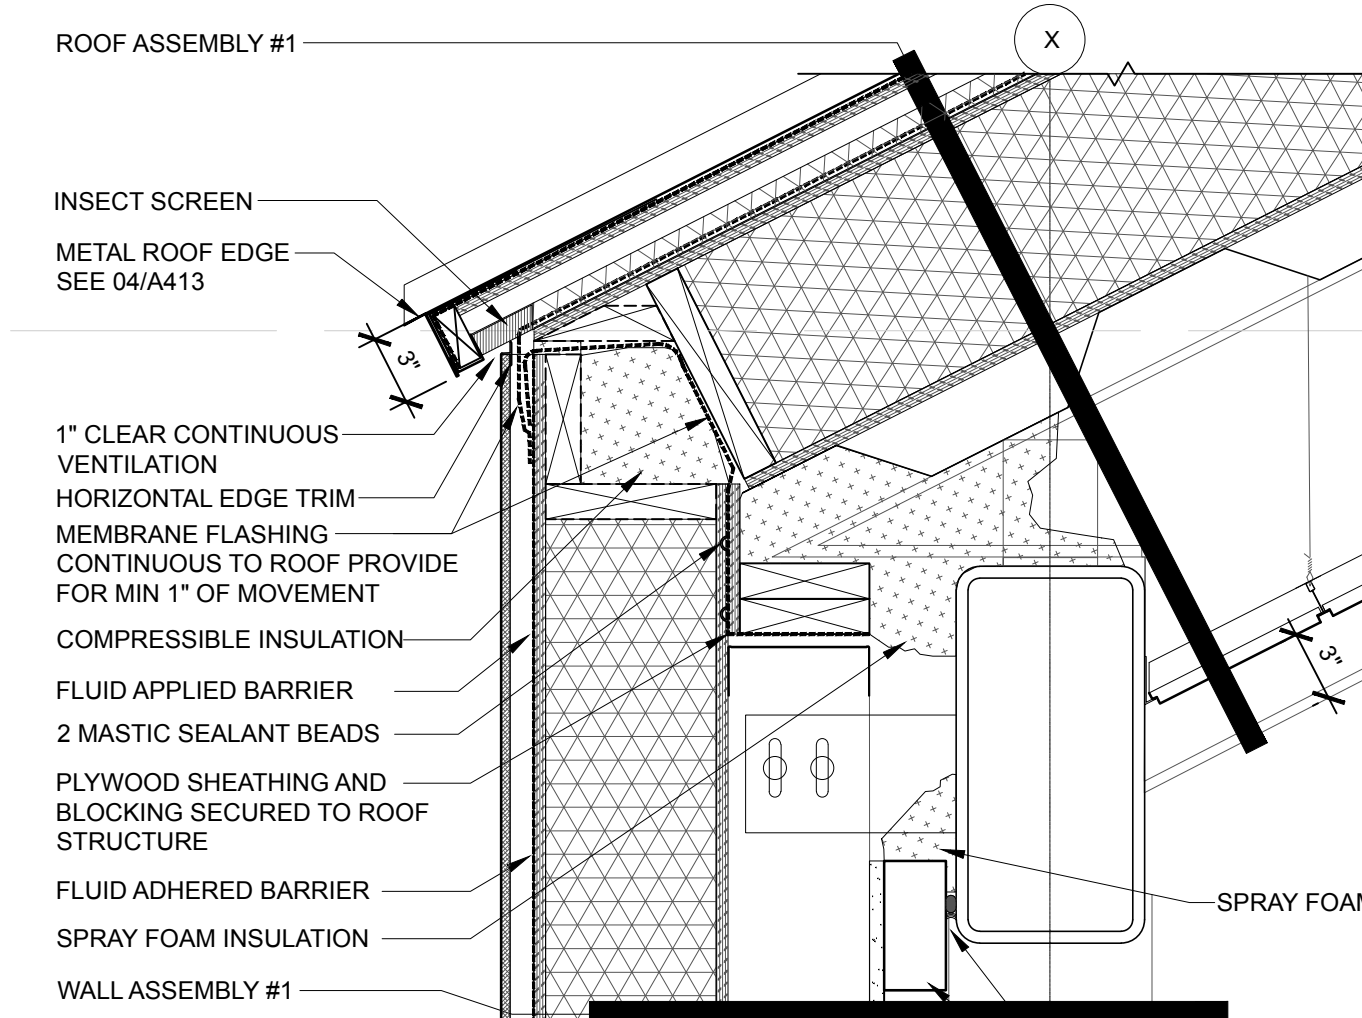 ROOF ASSEMBLY #1
X
INSECT SCREEN
METAL ROOF EDGE
SEE 04/A413
3"
1" CLEAR CONTINUOUS
VENTILATION
HORIZONTAL EDGE TRIM
MEMBRANE FLASHING
CONTINUOUS TO ROOF PROVIDE
FOR MIN 1" OF MOVEMENT
COMPRESSIBLE INSULATION
3"
FLUID APPLIED BARRIER
2 MASTIC SEALANT BEADS
PLYWOOD SHEATHING AND
BLOCKING SECURED TO ROOF
STRUCTURE
FLUID ADHERED BARRIER
SPRAY FOAM
SPRAY FOAM INSULATION
WALL ASSEMBLY #1